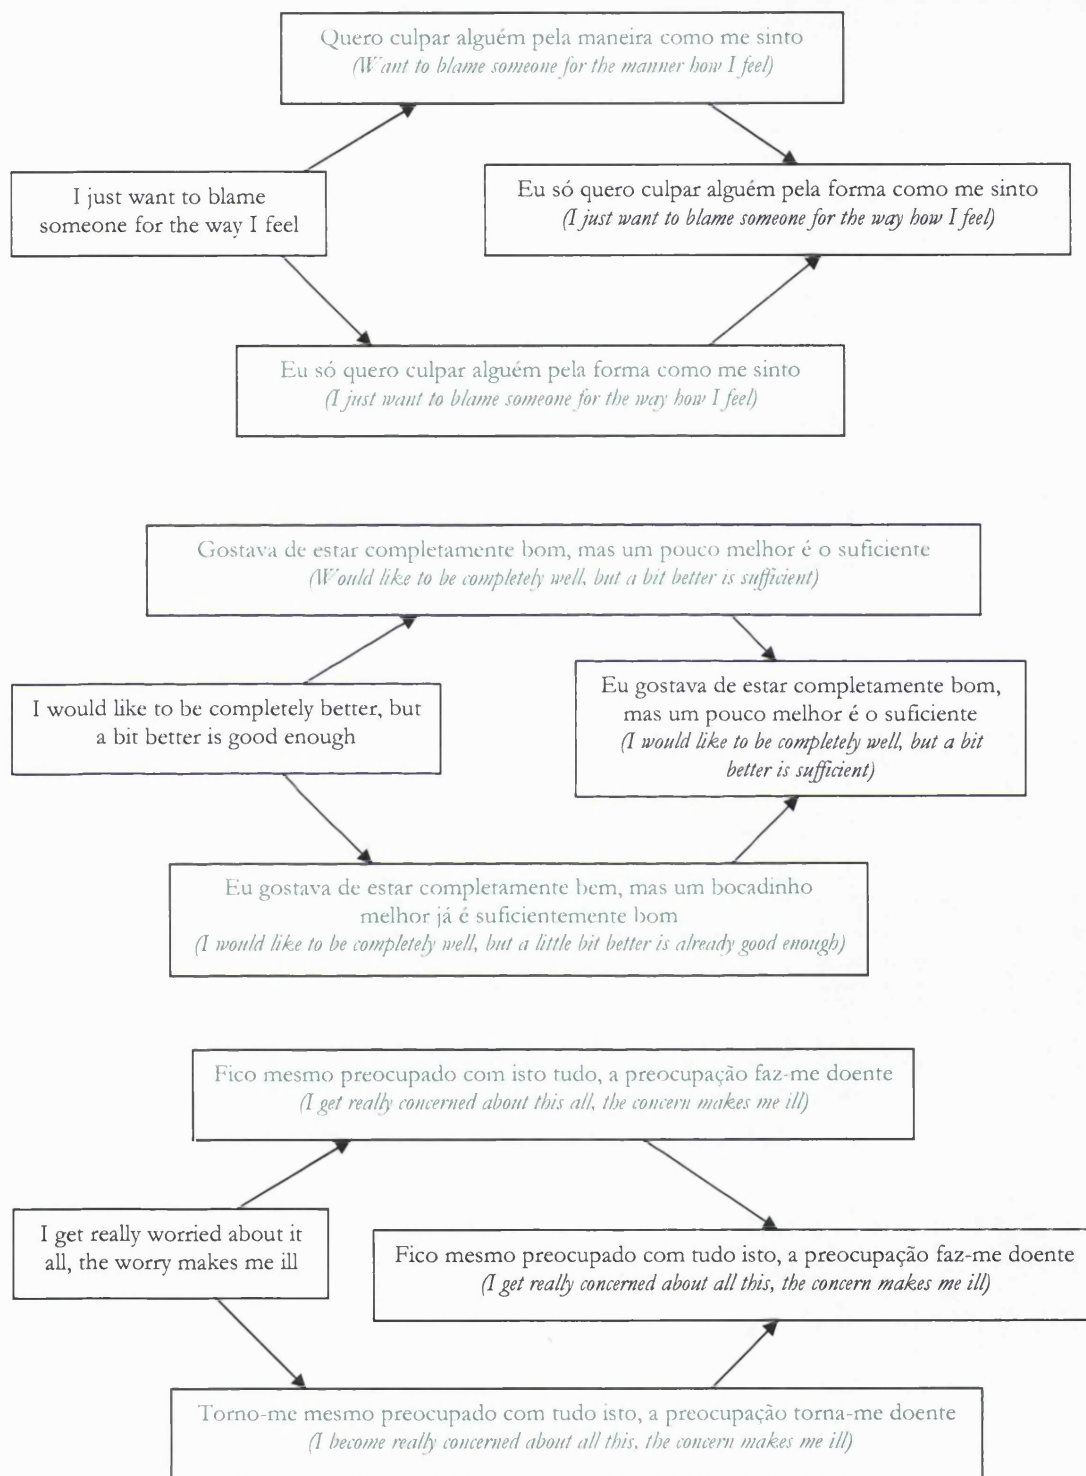 Quero culpar alguém pela maneira como me sinto
(Want to blame someone for the manner how I feel)
I just want to blame
someone for the way I feel
Eu só quero culpar alguém pela forma como me sinto
(I just want to blame someone for the way how I feel)
Eu só quero culpar alguém pela forma como me sinto
(I just want to blame someone for the way how I feel)
Gostava de estar completamente bom, mas um pouco melhor é o suficiente
(Would like to be completely well, but a bit better is sufficient)
I would like to be completely better, but
a bit better is good enough
Eu gostava de estar completamente bom,
mas um pouco melhor é o suficiente
(I would like to be completely well, but a bit
better is sufficient)
Eu gostava de estar completamente bem, mas um bocadinho
melhor já é suficientemente bom
(I would like to be completely well, but a little bit better is already good enough)
Fico mesmo preocupado com isto tudo, a preocupação faz-me doente
(I get really concerned about this all, the concern makes me ill)
I get really worried about it
all, the worry makes me ill
Fico mesmo preocupado com tudo isto, a preocupação faz-me doente
(I get really concerned about all this, the concern makes me ill)
Torno-me mesmo preocupado com tudo isto, a preocupação torna-me doente
(I become really concerned about all this, the concern makes me ill)